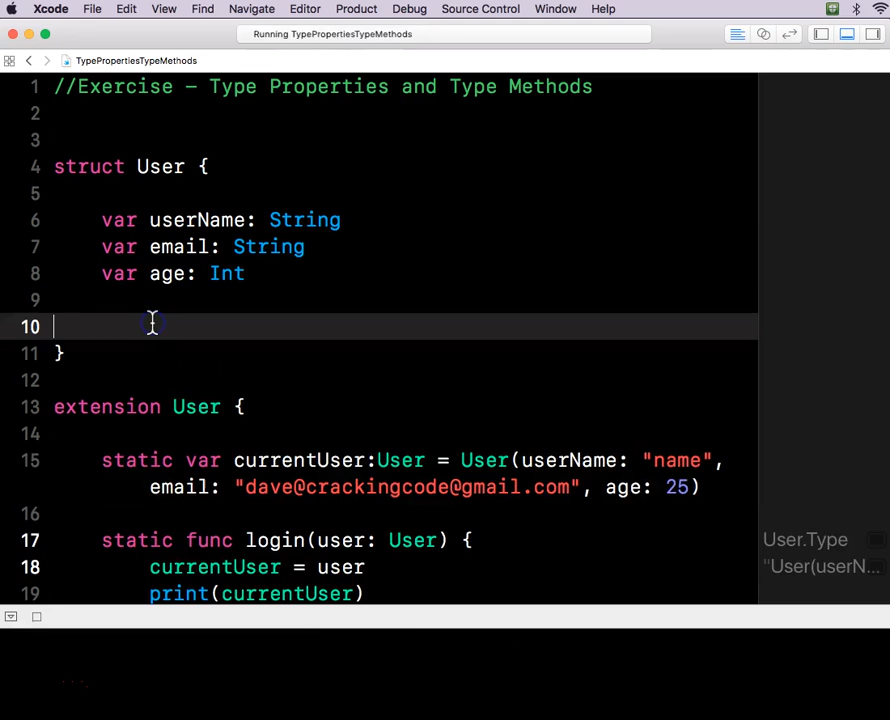 Xcode File Edit View Find Navigate Editor Product Debug Source Control Window Help
Running TypePropertiesTypeMethods
TypePropertiesTypeMethods
1 //Exercise – Type Properties and Type Methods
2
3
4 struct User {
5
6 var userName: String
7 var email: String
8 var age: Int
9
10
11 }
12
13 extension User {
14
15 static var currentUser:User = User(userName: "name",
email: "dave@crackingcode@gmail.com", age: 25)
16
17 static func login(user: User) { User.Type
18 currentUser = user "User(userN...
19 print(currentUser)